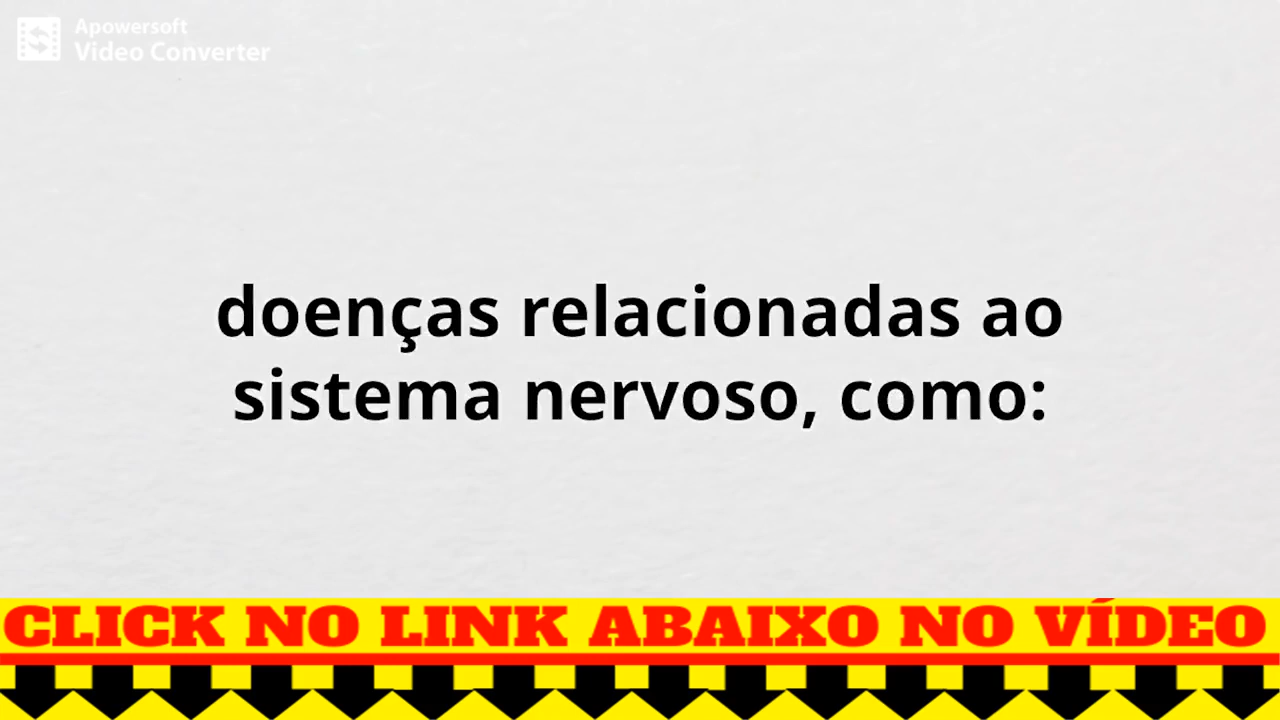 Apowersoft
Video Converter
doenças relacionadas ao
sistema nervoso, como:
CLICK NO LINK ABAIXO NO VÍDEO